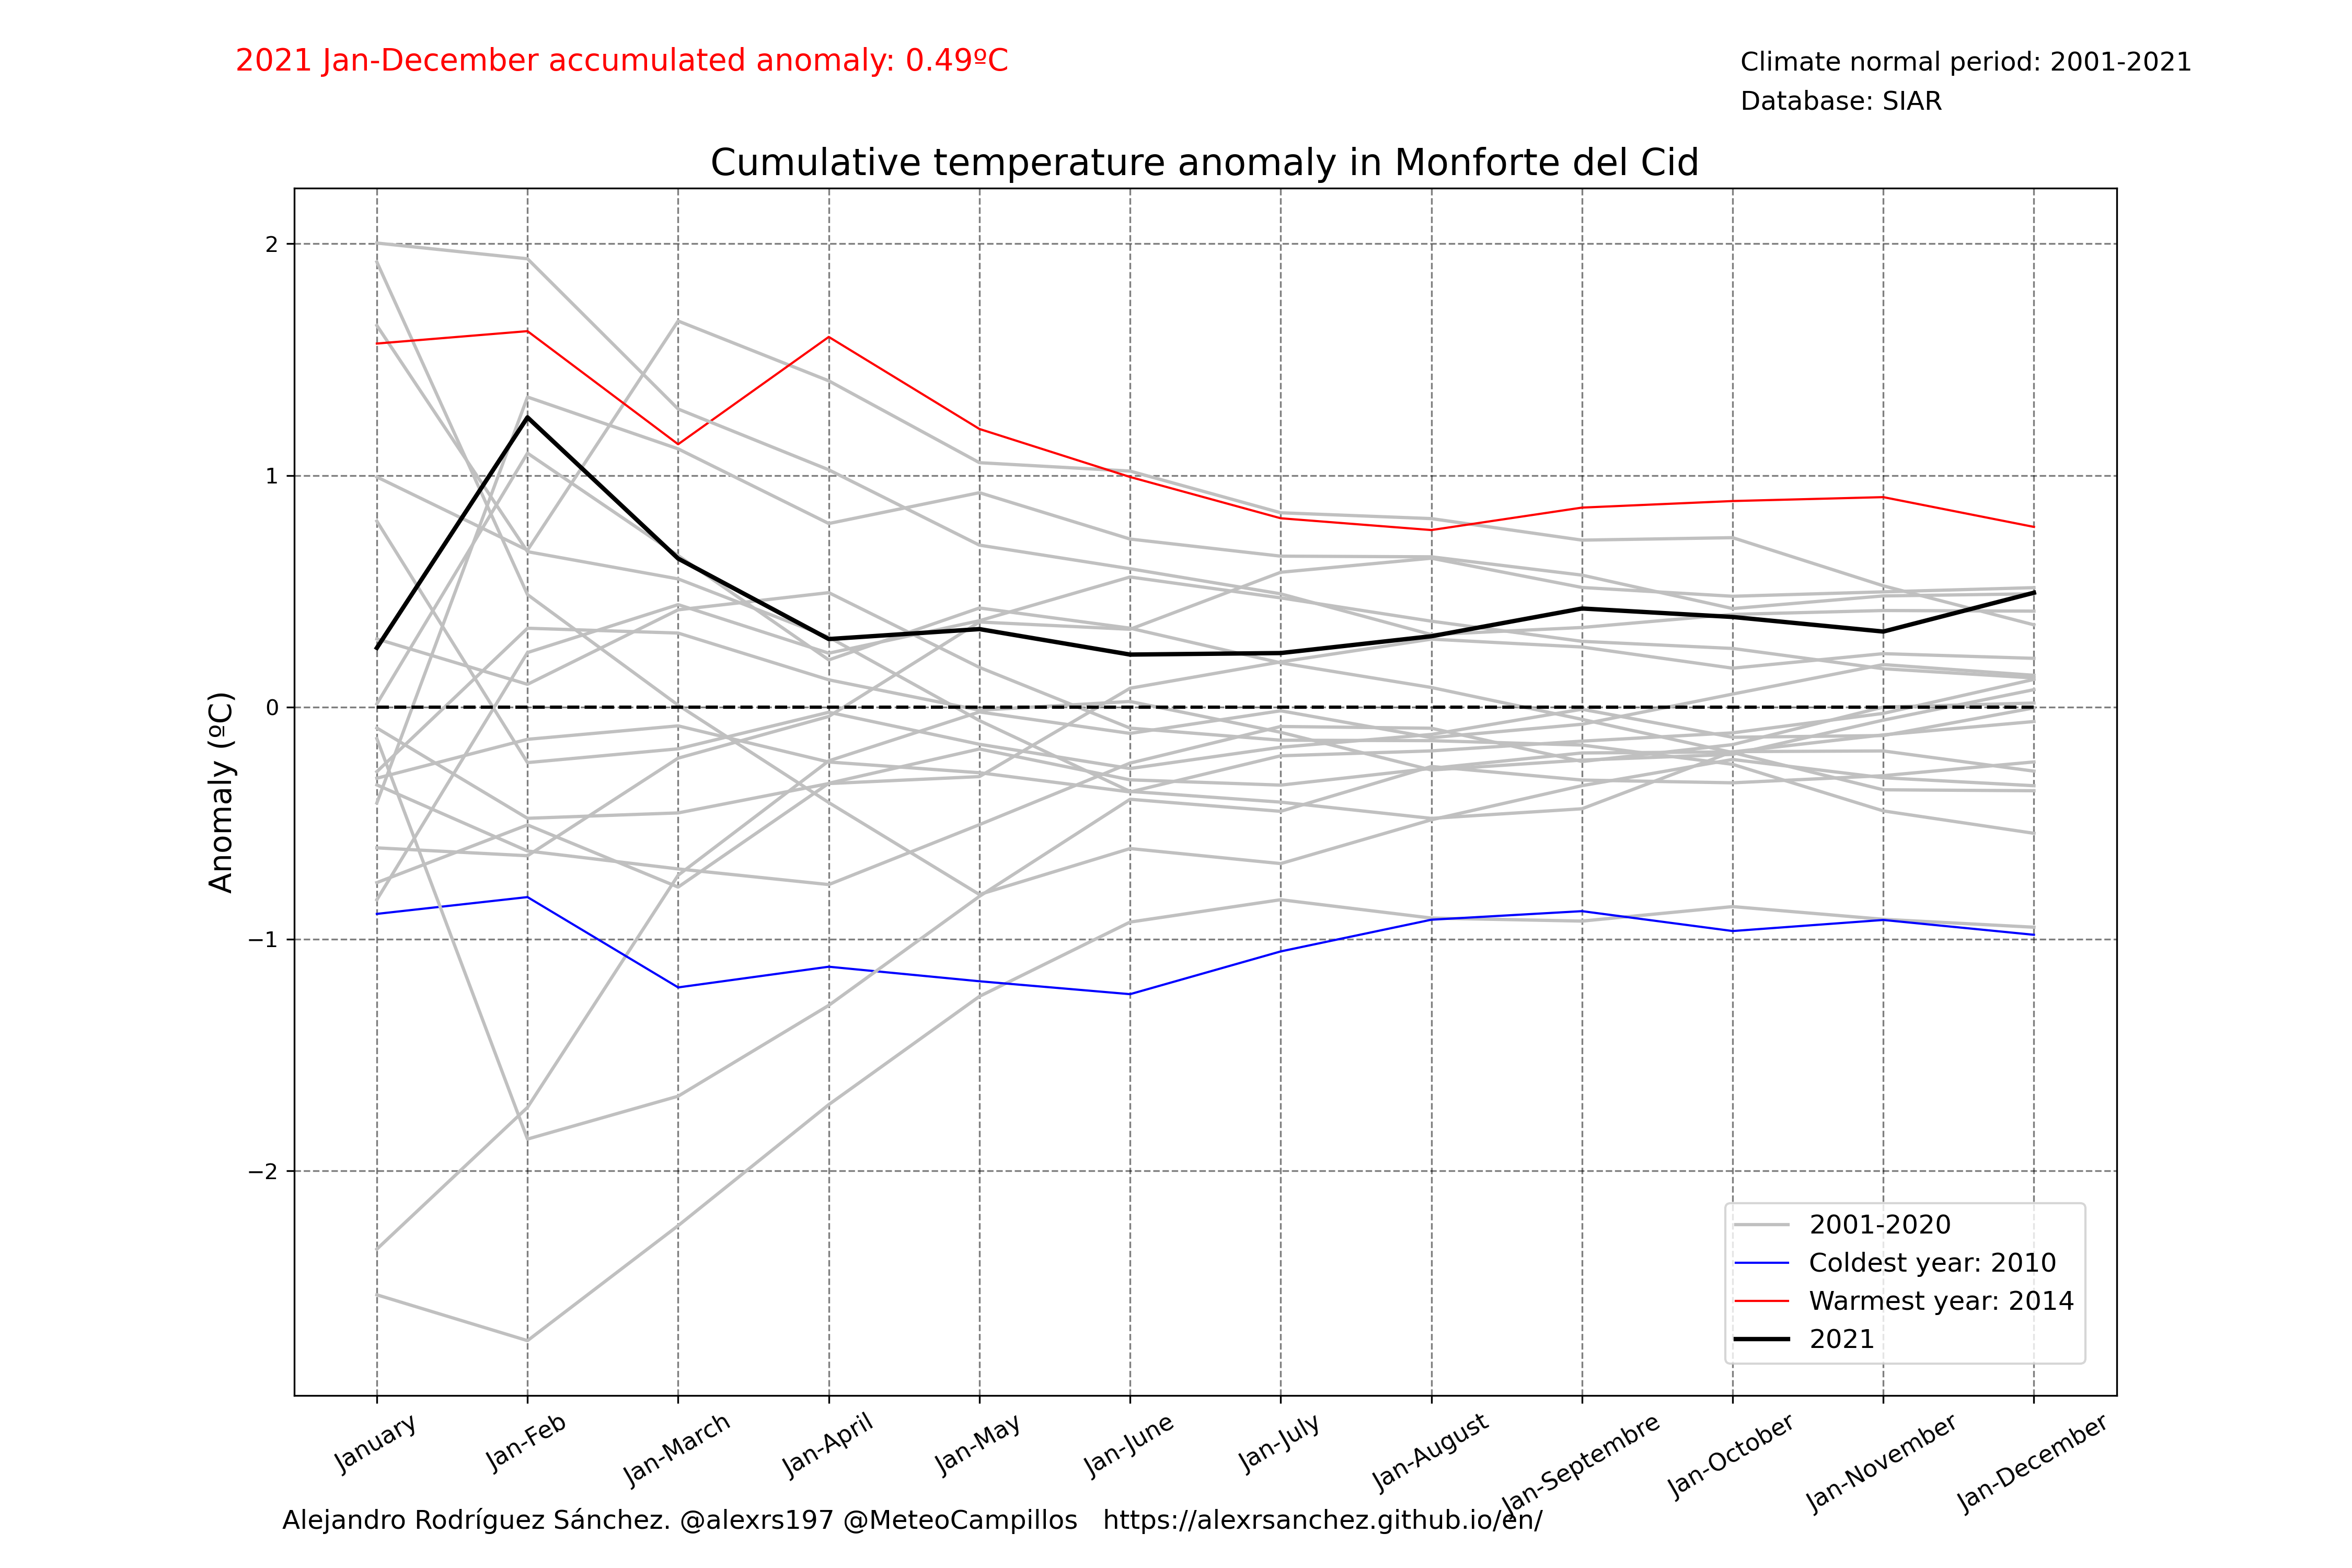 2021 Jan-December accumulated anomaly: 0.49ºC
Climate normal period: 2001-2021
Database: SIAR
Cumulative temperature anomaly in Monforte del Cid
Anomaly (ºC)
2
1
0
−1
−2
2001-2020
Coldest year: 2010
Warmest year: 2014
2021
January
Jan-Feb
Jan-March
Jan-April
Jan-May
Jan-June
Jan-July
Jan-August
Jan-Septembre
Jan-October
Jan-November
Jan-December
Alejandro Rodríguez Sánchez. @alexrs197 @MeteoCampillos https://alexrsanchez.github.io/en/